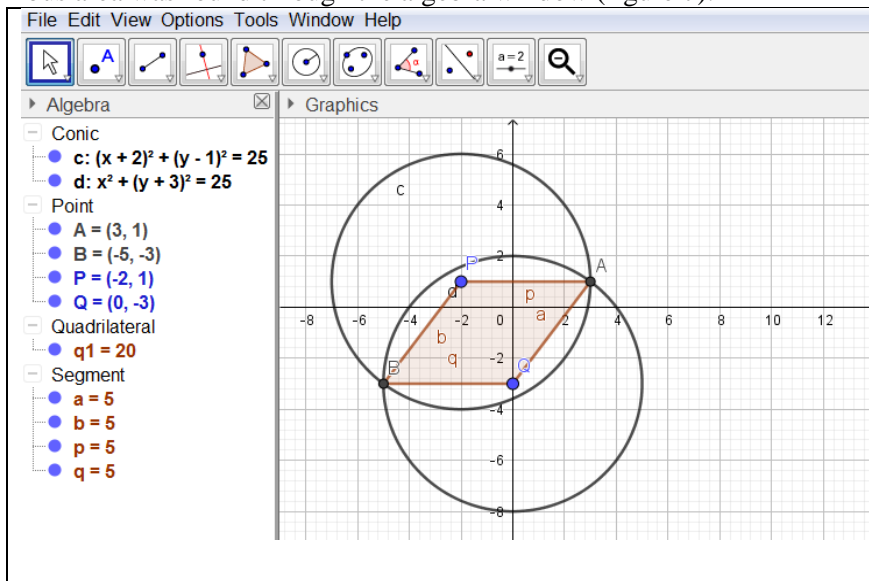 File Edit View Options Tools Window Help
A
α
a=2
Algebra
Graphics
Conic
c: (x + 2)² + (y - 1)² = 25
d: x² + (y + 3)² = 25
Point
A = (3, 1)
B = (-5, -3)
P = (-2, 1)
Q = (0, -3)
Quadrilateral
q1 = 20
Segment
a = 5
b = 5
p = 5
q = 5
6
c
4
2
P
A
d
p
-8 -6 -4 -2 0 2 4 6 8 10 12
a
b
B
q
-2
Q
-4
-6
-8